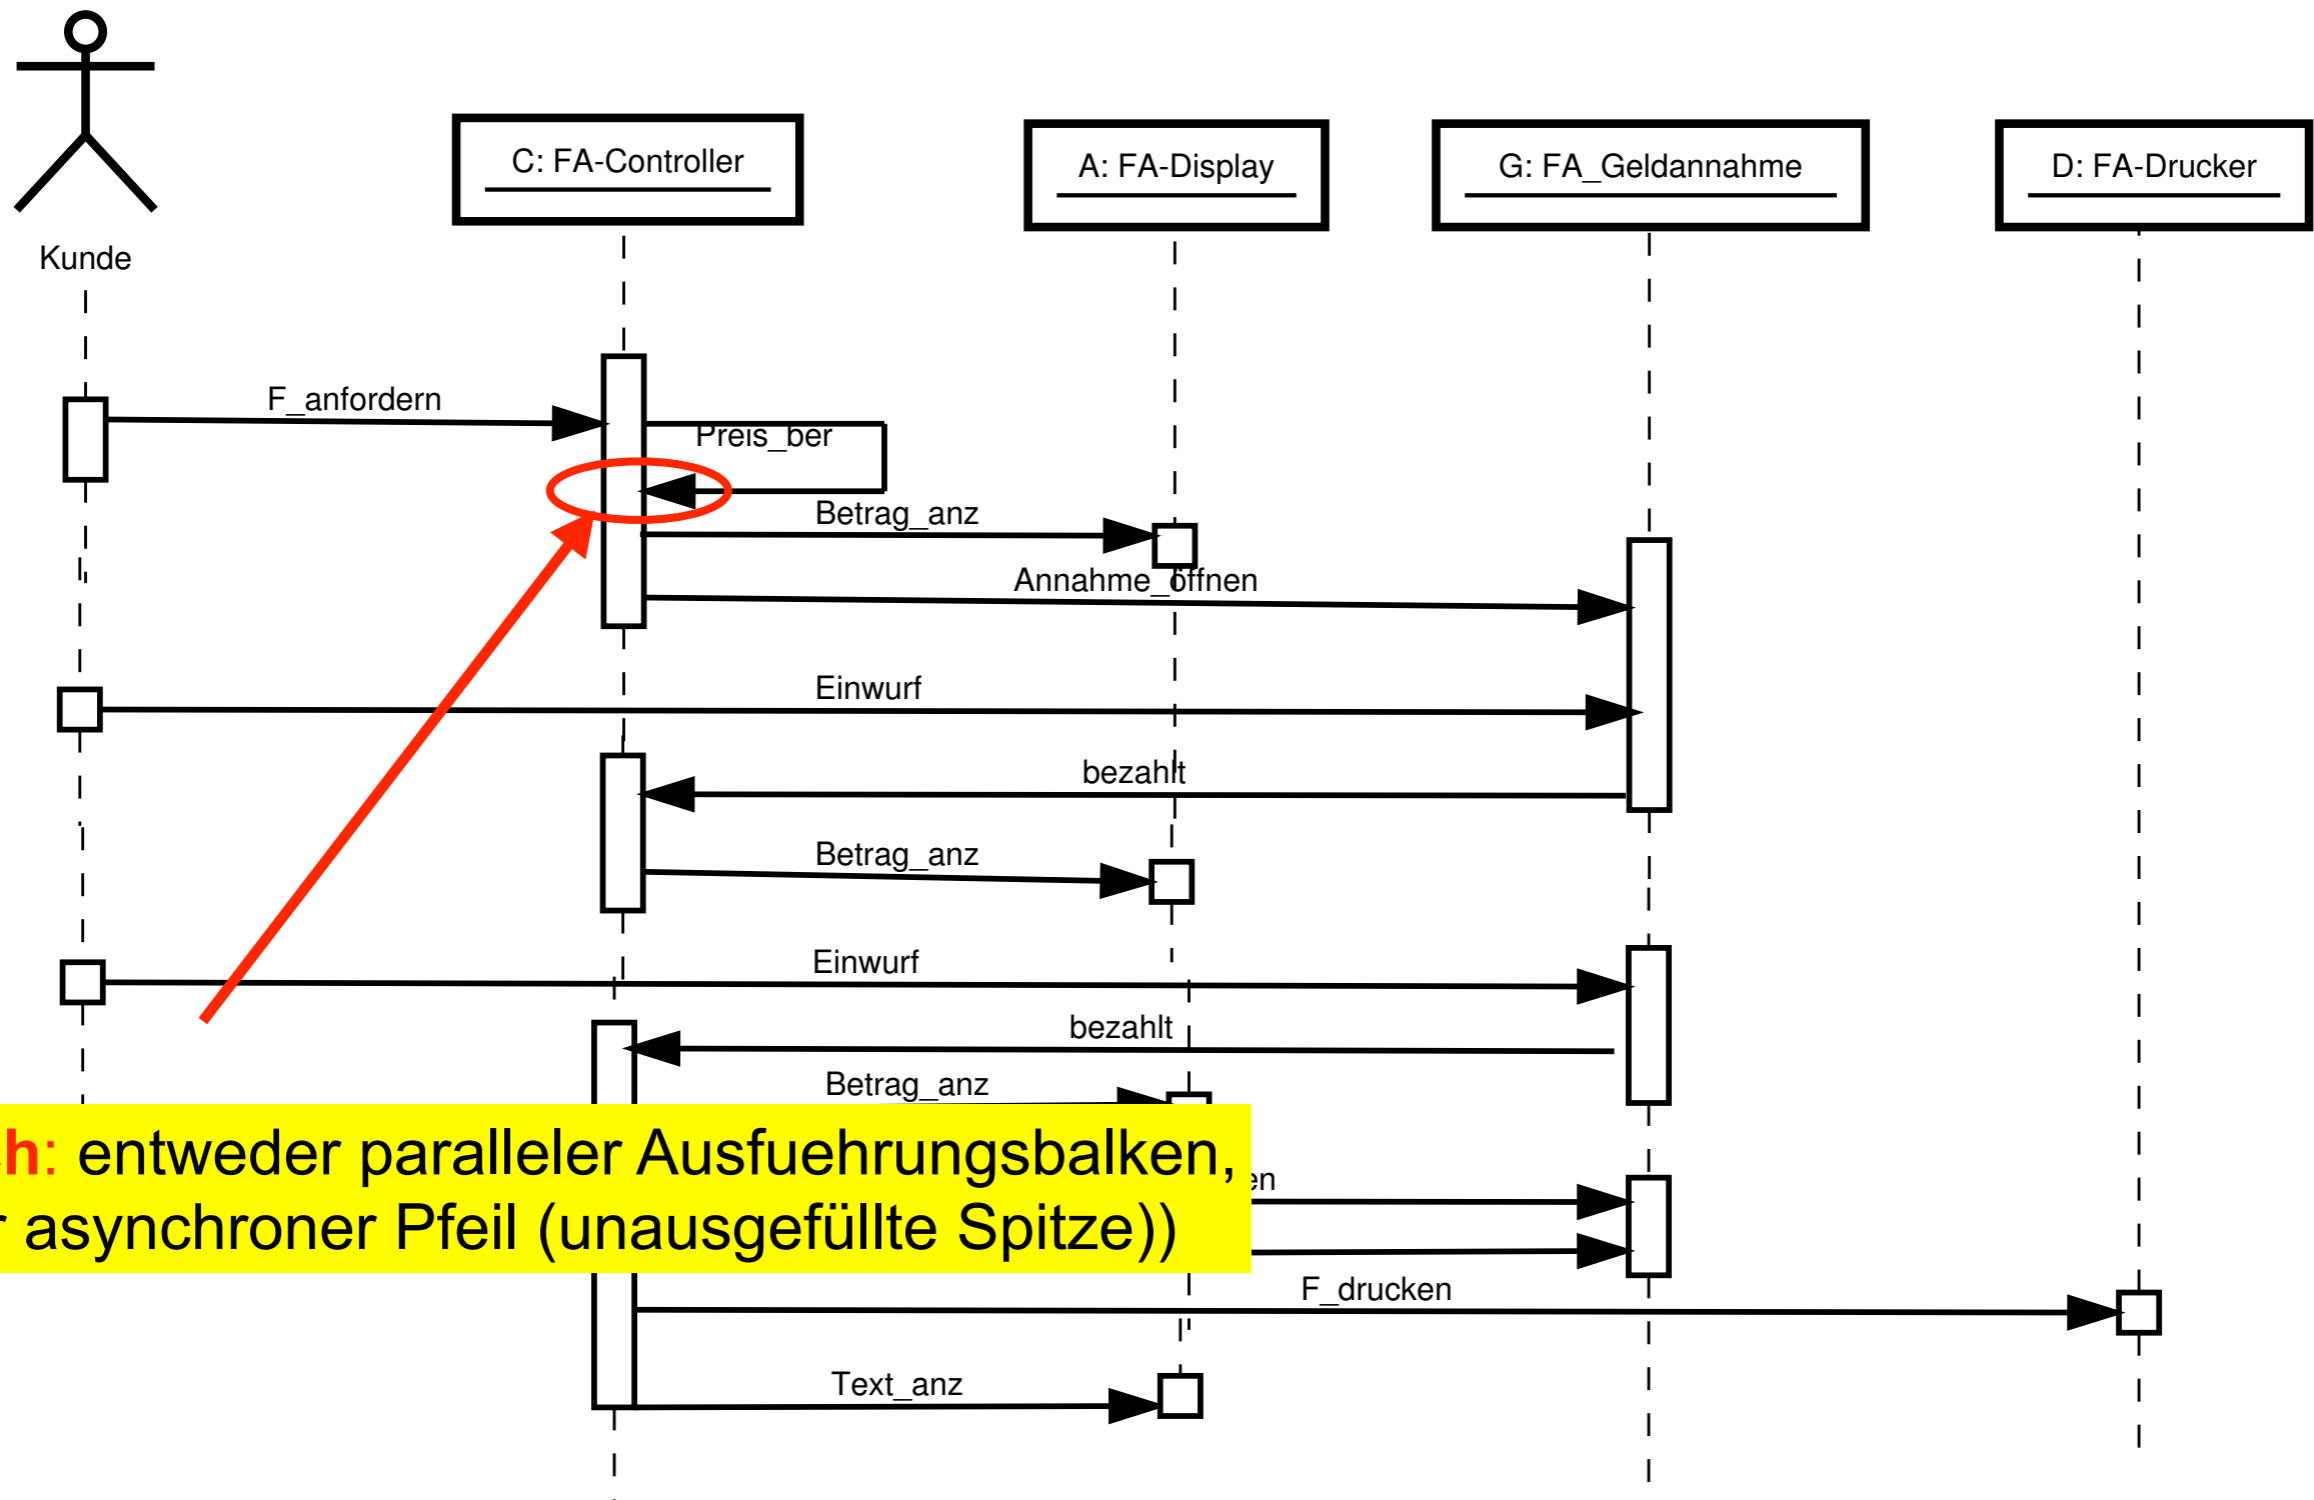 C: FA-Controller
A: FA-Display
G: FA_Geldannahme
D: FA-Drucker
Kunde
F_anfordern
Preis_ber
Betrag_anz
Annahme_öffnen
Einwurf
bezahlt
Betrag_anz
Einwurf
bezahlt
Betrag_anz
entweder paralleler Ausfuehrungsbalken,
asynchroner Pfeil (unausgefüllte Spitze))
F_drucken
Text_anz